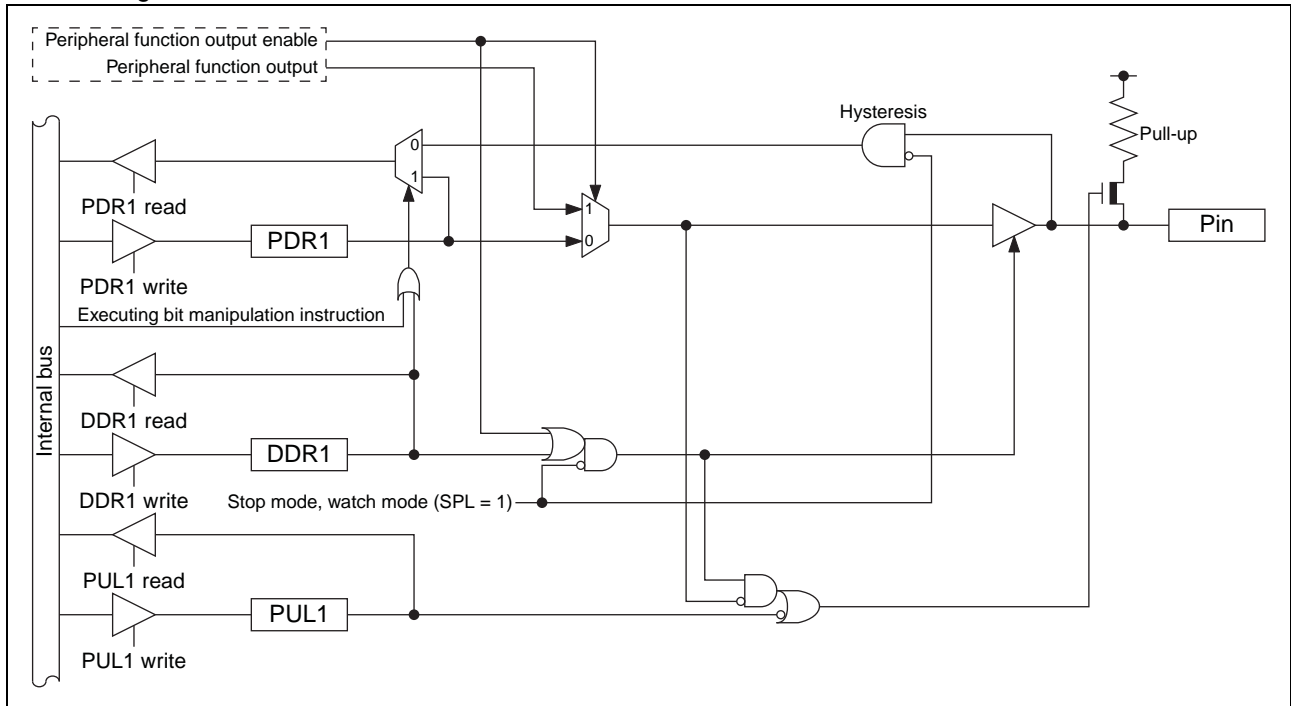 Peripheral function output enable
Peripheral function output
Hysteresis
Pull-up
0
1
PDR1 read
1
PDR1
0
Pin
PDR1 write
Executing bit manipulation instruction
Internal bus
DDR1 read
DDR1
DDR1 write
Stop mode, watch mode (SPL = 1)
PUL1 read
PUL1
PUL1 write